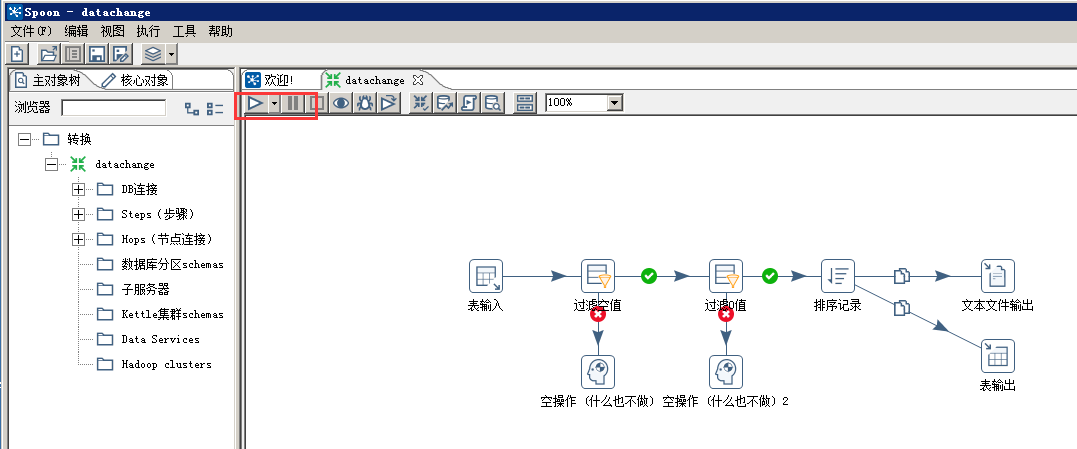 Spoon - datachange
文件(F) 编辑 视图 执行 工具 帮助
主对象树 核心对象
欢迎! datachange
浏览器
100%
转换
datachange
DB连接
Steps（步骤）
Hops（节点连接）
数据库分区schemas
子服务器
Kettle集群schemas
Data Services
Hadoop clusters
表输入
过滤空值
过滤0值
排序记录
文本文件输出
表输出
空操作（什么也不做）
空操作（什么也不做）2